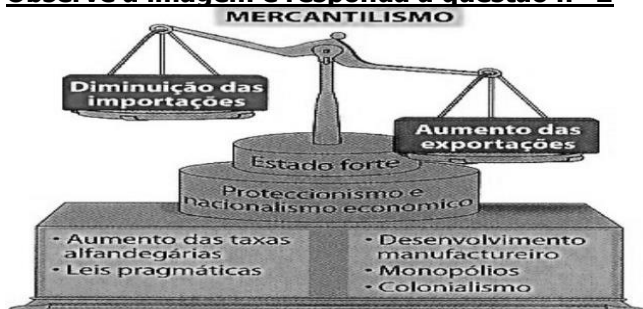 Observe a imagem e responda a questão nº 2
MERCANTILISMO
Diminuição das
importações
Aumento das
exportações
Estado forte
Proteccionismo e
nacionalismo económico
• Aumento das taxas
alfandegárias
• Leis pragmáticas
• Desenvolvimento
manufactureiro
• Monopólios
• Colonialismo